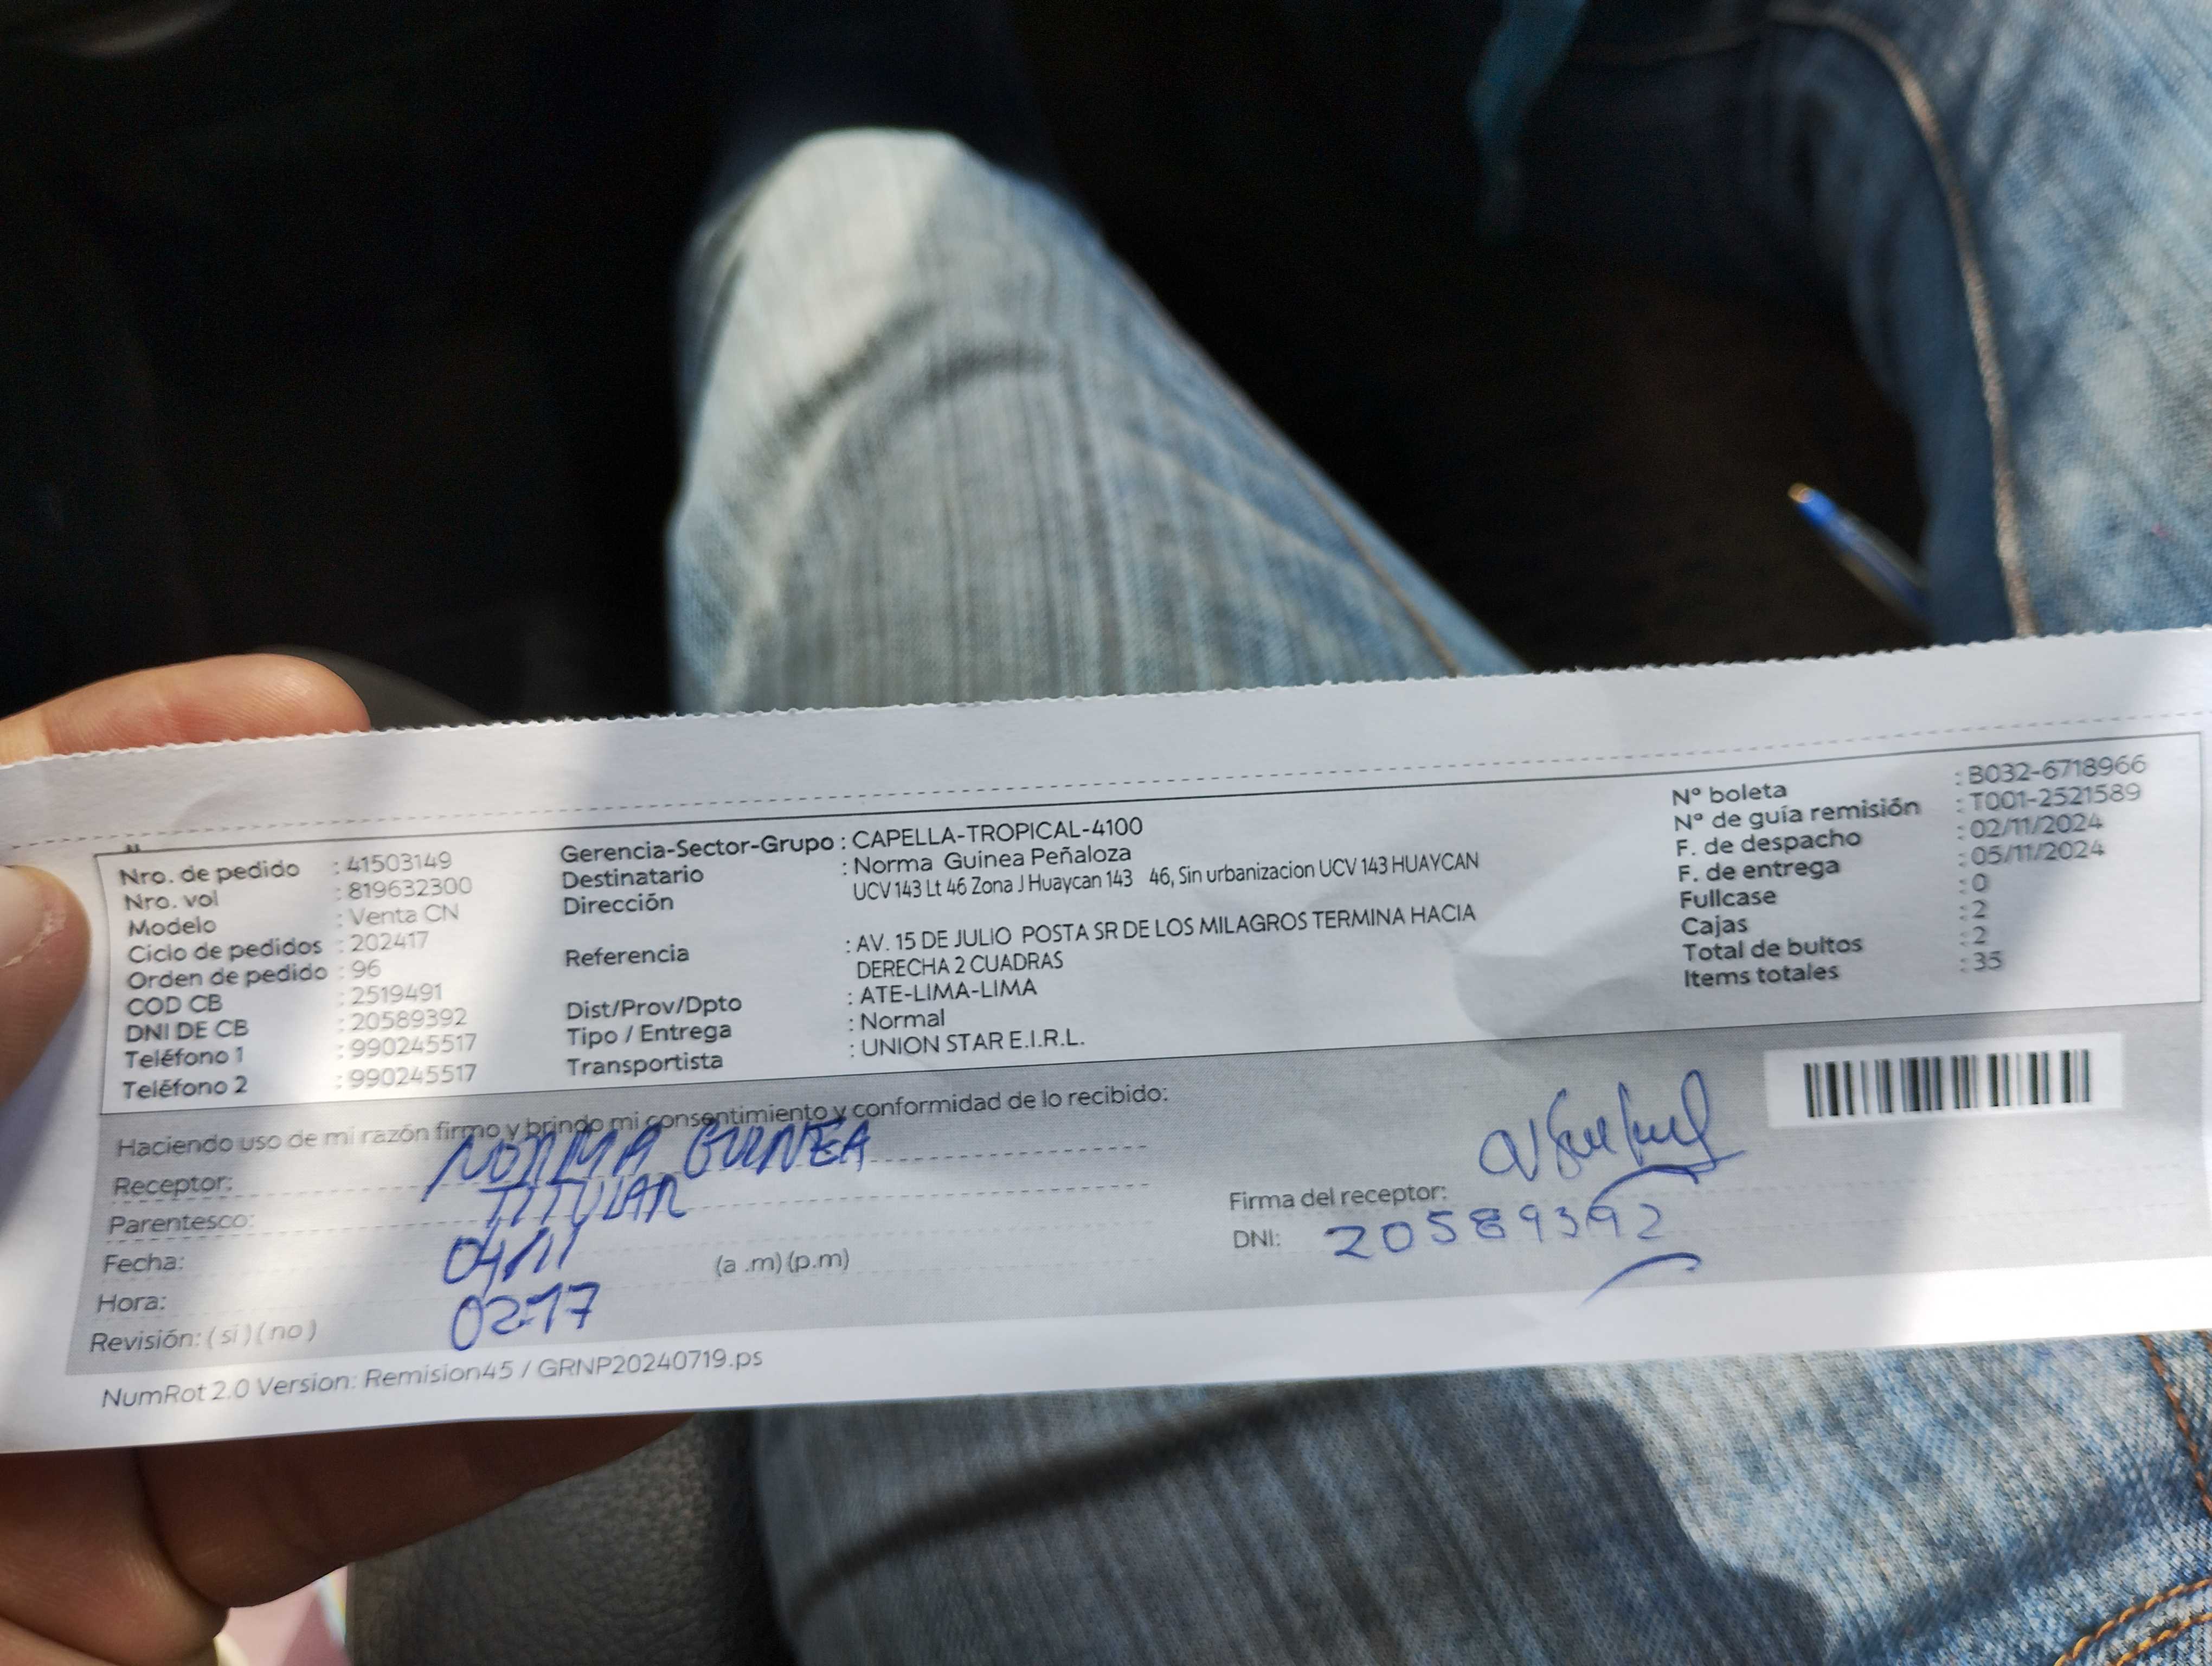 Nro. de pedido : 41503149
Nro. vol : 819632300
Modelo : Venta CN
Ciclo de pedidos : 202417
Orden de pedido : 96
COD CB : 2519491
DNI DE CB : 20589392
Teléfono 1 : 990245517
Teléfono 2 : 990245517
Gerencia-Sector-Grupo : CAPELLA-TROPICAL-4100
Destinatario : Norma Guinea Peñaloza
Dirección UCV 143 Lt 46 Zona J Huaycan 143 46, Sin urbanizacion UCV 143 HUAYCAN
Referencia : AV. 15 DE JULIO POSTA SR DE LOS MILAGROS TERMINA HACIA
DERECHA 2 CUADRAS
Dist/Prov/Dpto : ATE-LIMA-LIMA
Tipo / Entrega : Normal
Transportista : UNION STAR E.I.R.L.
N° boleta : B032-6718966
N° de guía remisión : T001-2521589
F. de despacho : 02/11/2024
F. de entrega : 05/11/2024
Fullcase : 0
Cajas : 2
Total de bultos : 2
Items totales : 35
Haciendo uso de mi razón firmo y brindo mi consentimiento y conformidad de lo recibido:
Receptor: NORMA GUINEA
Parentesco: TITULAR
Fecha: 04/11
Hora: 02:17 (a .m) (p.m)
Revisión: ( si ) ( no )
Firma del receptor:
DNI: 20589392
NumRot 2.0 Version: Remision45 / GRNP20240719.ps